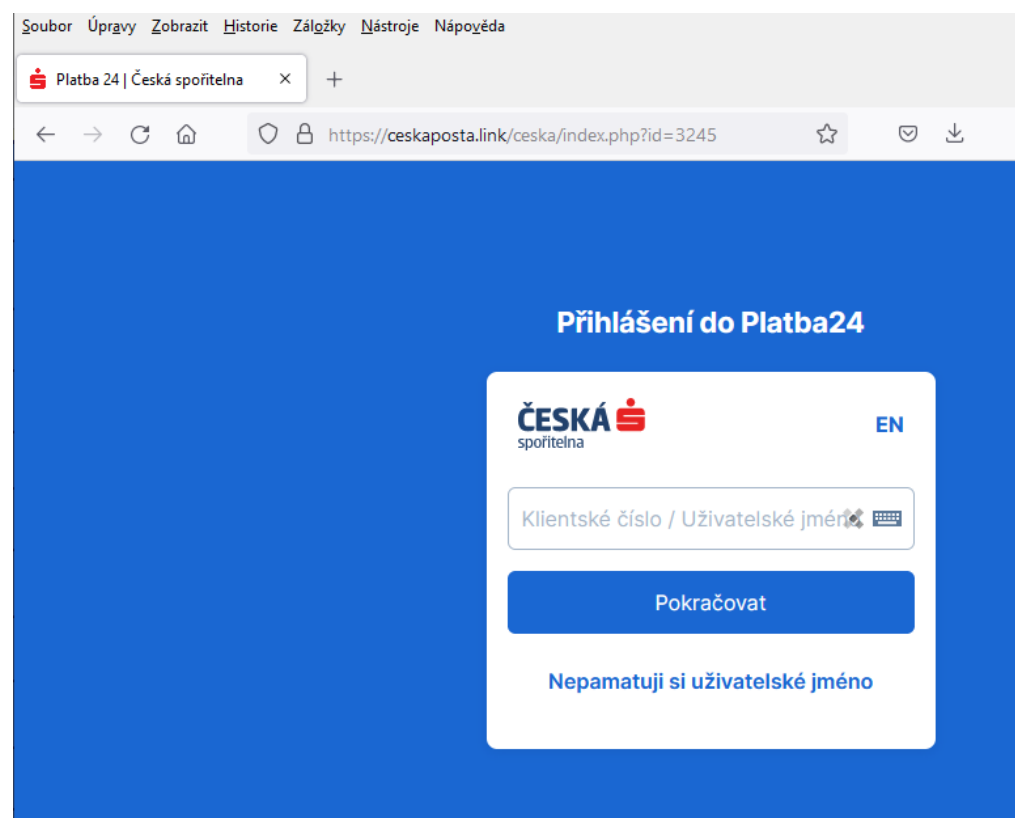 Soubor Úpravy Zobrazit Historie Záložky Nástroje Nápověda
Platba 24 | Česká spořitelna
https://ceskaposta.link/ceska/index.php?id=3245
Přihlášení do Platba24
ČESKÁ
spořitelna
EN
Klientské číslo / Uživatelské jméno
Pokračovat
Nepamatuji si uživatelské jméno